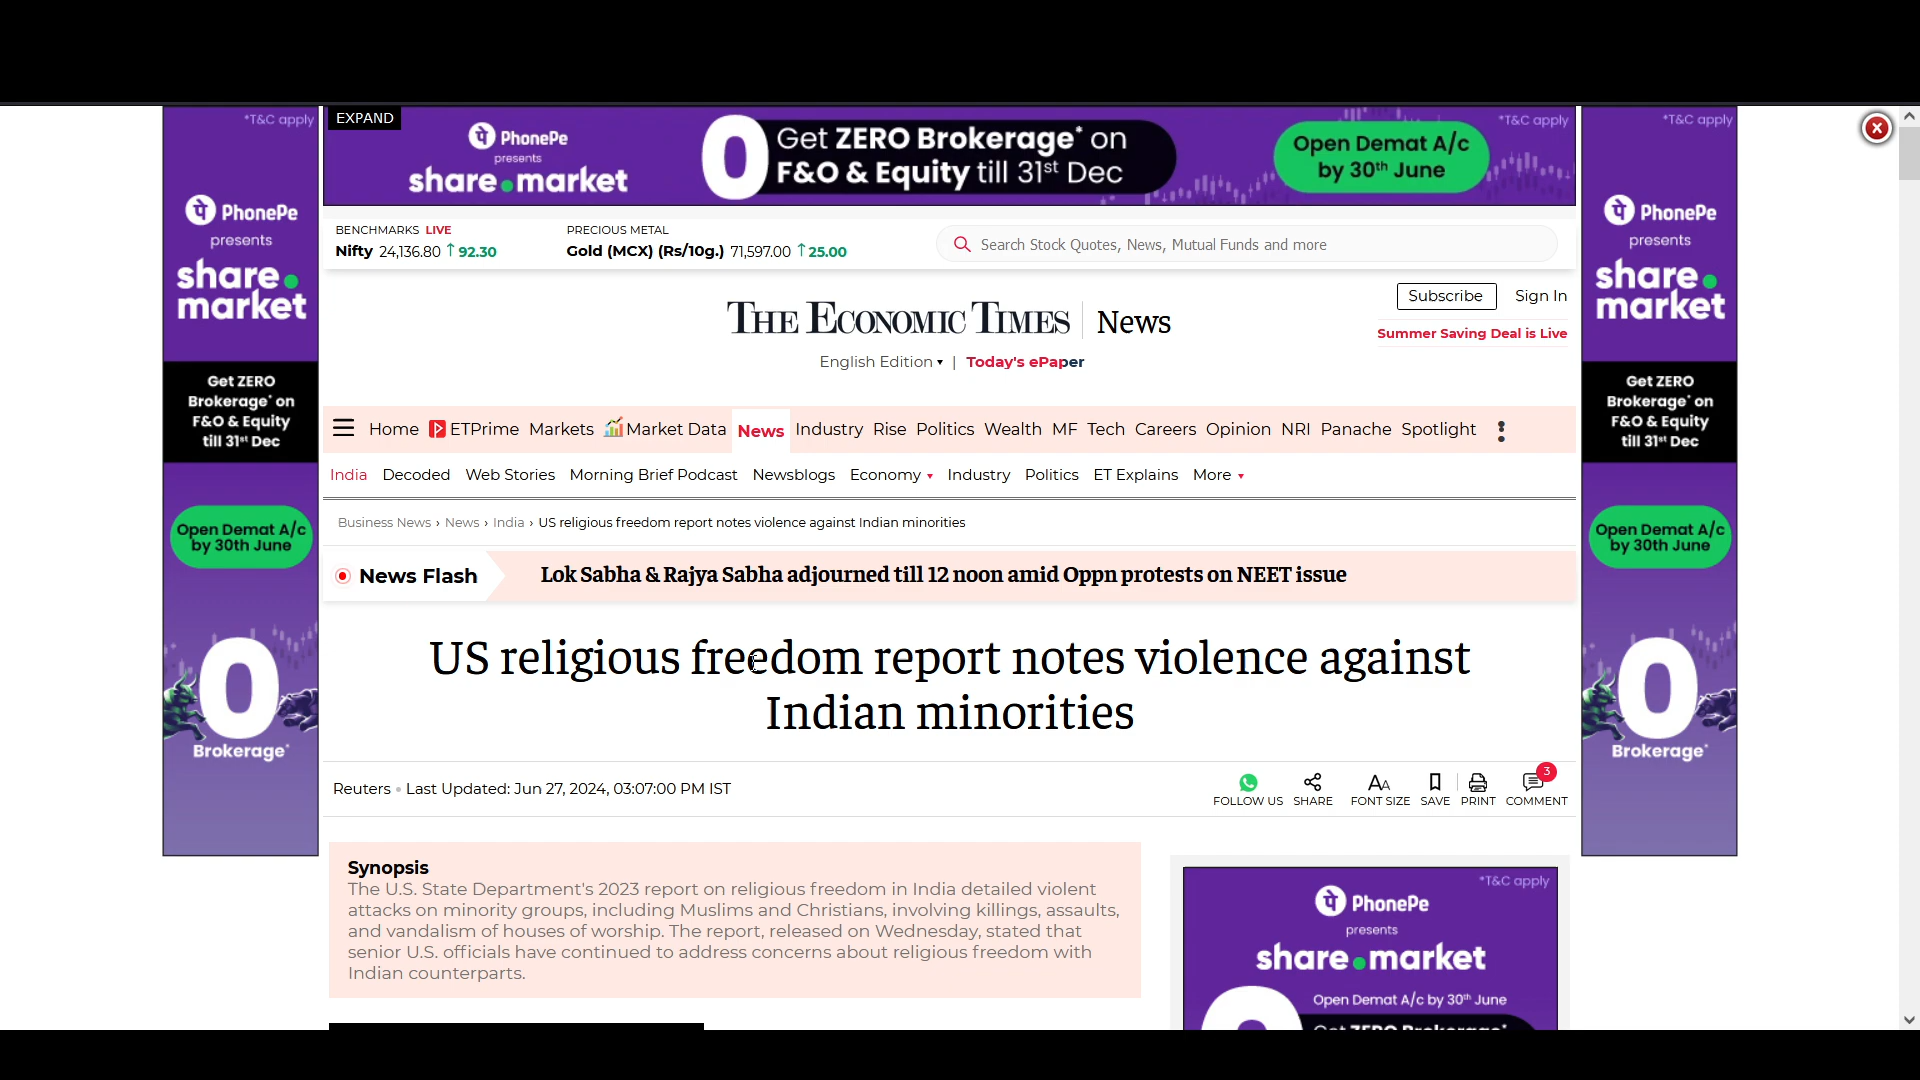 *T&C apply
PhonePe
presents
share.market
Get ZERO
Brokerage* on
F&O & Equity
till 31st Dec
Open Demat A/c
by 30th June
0
Brokerage*
EXPAND
PhonePe
presents
share.market
0
Get ZERO Brokerage* on
F&O & Equity till 31st Dec
Open Demat A/c
by 30th June
*T&C apply
*T&C apply
PhonePe
presents
share.market
Get ZERO
Brokerage* on
F&O & Equity
till 31st Dec
Open Demat A/c
by 30th June
0
Brokerage*
BENCHMARKS LIVE
Nifty 24,136.80 ↑ 92.30
PRECIOUS METAL
Gold (MCX) (Rs/10g.) 71,597.00 ↑ 25.00
Search Stock Quotes, News, Mutual Funds and more
THE ECONOMIC TIMES | News
Subscribe Sign In
Summer Saving Deal is Live
English Edition ▾ | Today's ePaper
Home ETPrime Markets Market Data News Industry Rise Politics Wealth MF Tech Careers Opinion NRI Panache Spotlight
India Decoded Web Stories Morning Brief Podcast Newsblogs Economy ▾ Industry Politics ET Explains More ▾
Business News › News › India › US religious freedom report notes violence against Indian minorities
News Flash Lok Sabha & Rajya Sabha adjourned till 12 noon amid Oppn protests on NEET issue
US religious freedom report notes violence against
Indian minorities
Reuters • Last Updated: Jun 27, 2024, 03:07:00 PM IST
FOLLOW US SHARE FONT SIZE SAVE PRINT COMMENT
3
Synopsis
The U.S. State Department's 2023 report on religious freedom in India detailed violent
attacks on minority groups, including Muslims and Christians, involving killings, assaults,
and vandalism of houses of worship. The report, released on Wednesday, stated that
senior U.S. officials have continued to address concerns about religious freedom with
Indian counterparts.
*T&C apply
PhonePe
presents
share.market
Open Demat A/c by 30th June
Get ZERO Brokerage*